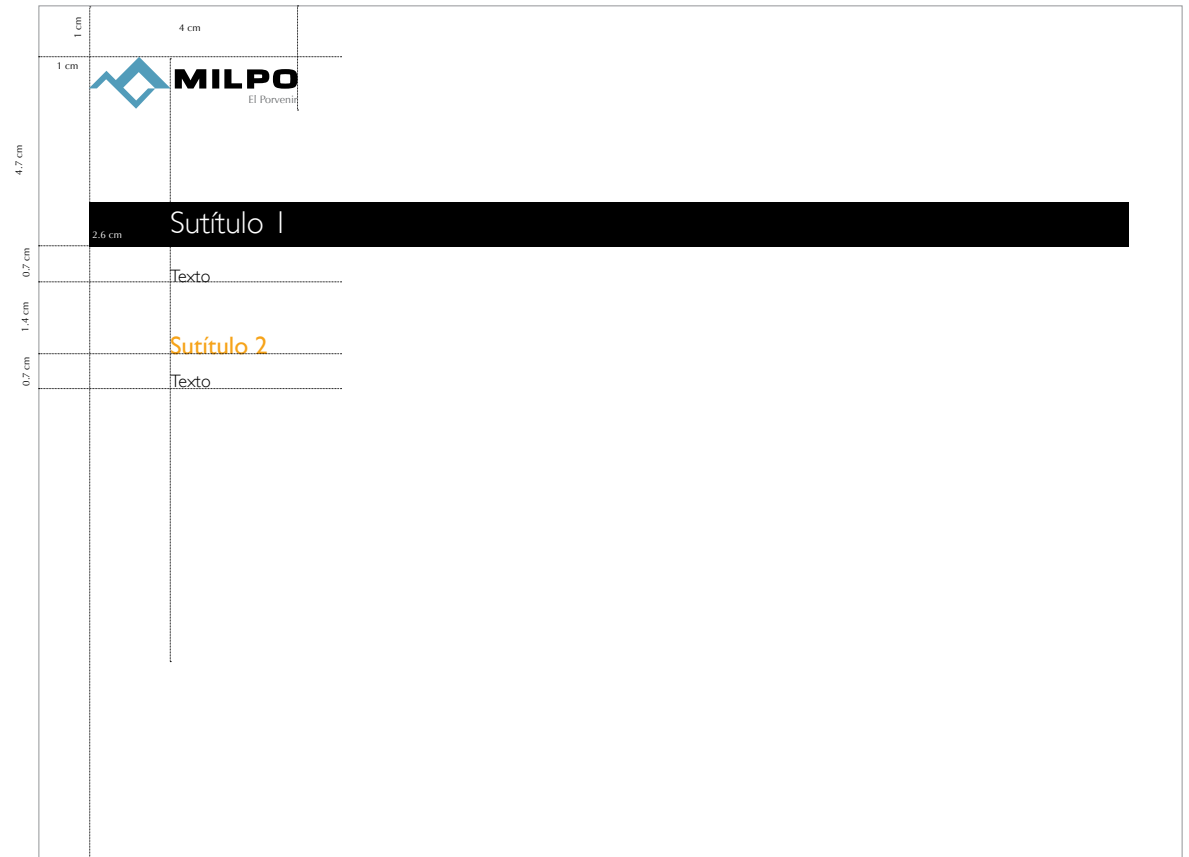 1 cm
4 cm
1 cm
MILPO
El Porvenir
4.7 cm
2.6 cm
Sutítulo 1
0.7 cm
Texto
1.4 cm
Sutítulo 2
0.7 cm
Texto